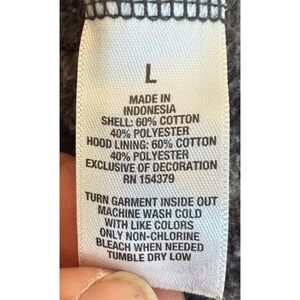 L
MADE IN
INDONESIA
SHELL: 60% COTTON
40% POLYESTER
HOOD LINING: 60% COTTON
40% POLYESTER
EXCLUSIVE OF DECORATION
RN 154379
TURN GARMENT INSIDE OUT
MACHINE WASH COLD
WITH LIKE COLORS
ONLY NON-CHLORINE
BLEACH WHEN NEEDED
TUMBLE DRY LOW